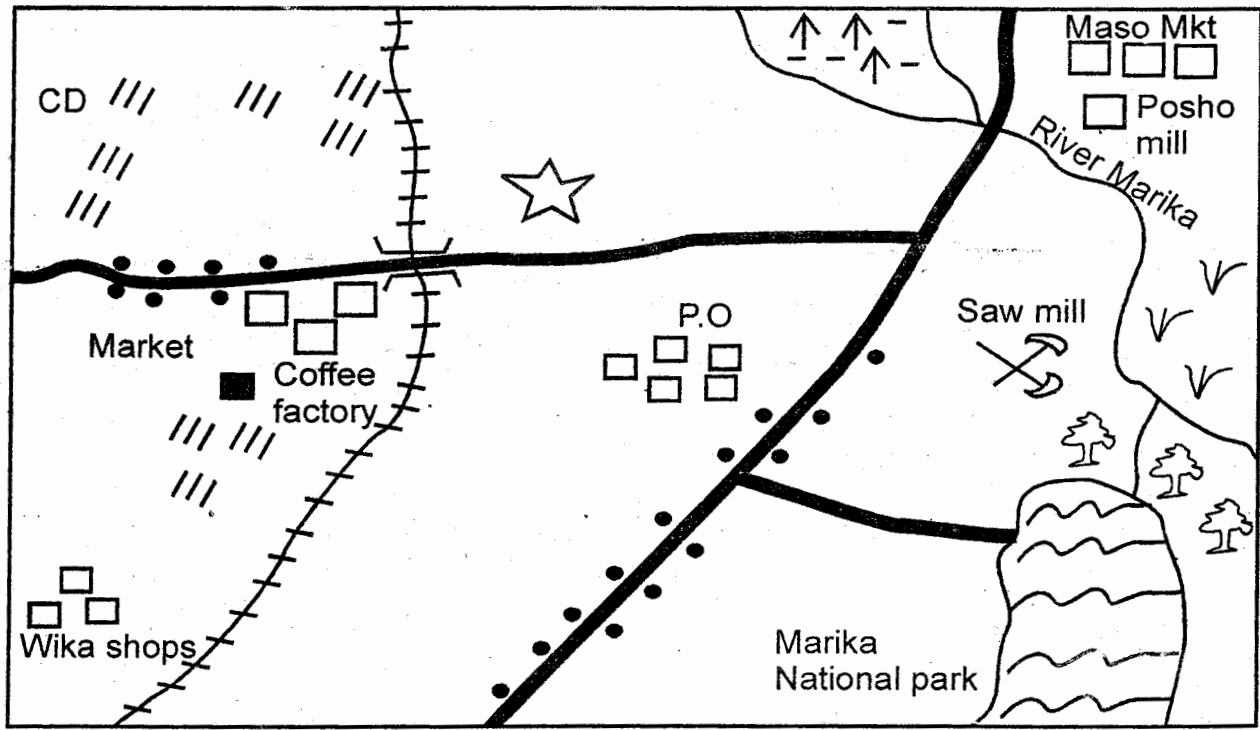 Maso Mkt
CD
Posho
mill
River Marika
P.O
Saw mill
Market
Coffee
factory
Wika shops
Marika
National park